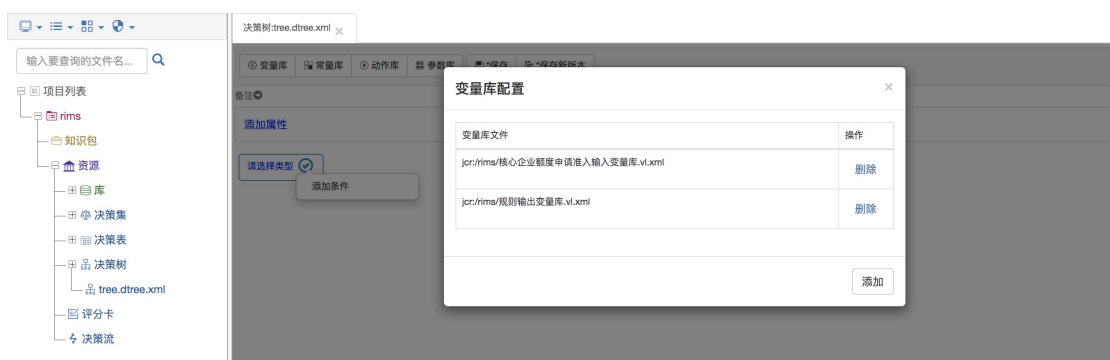 决策树:tree.dtree.xml ×
输入要查询的文件名...
变量库 常量库 动作库 参数库 *保存 *保存新版本
项目列表
备注
rims
添加属性
知识包
资源
请选择类型
添加条件
库
决策集
决策表
决策树
tree.dtree.xml
评分卡
决策流
变量库配置 ×
变量库文件 操作
jcr:/rims/核心企业额度申请准入输入变量库.vl.xml 删除
jcr:/rims/规则输出变量库.vl.xml 删除
添加